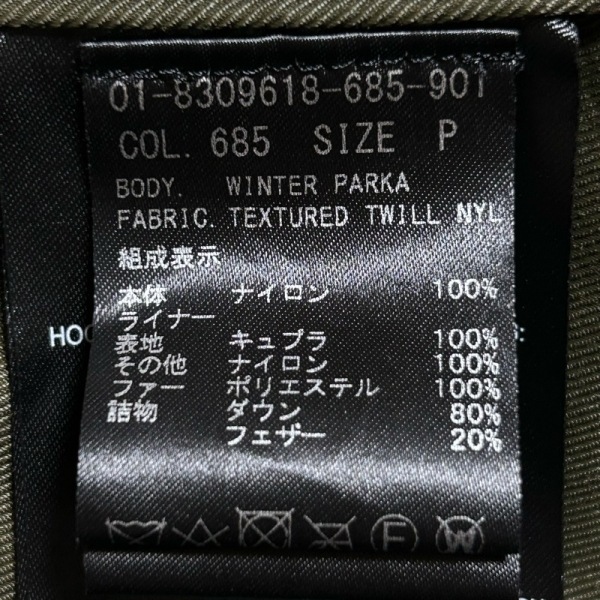 01-8309618-685-901
COL. 685 SIZE P
BODY. WINTER PARKA
FABRIC. TEXTURED TWILL NYL
組成表示
本体 ナイロン 100%
ライナー
表地 キュプラ 100%
その他 ナイロン 100%
ファー ポリエステル 100%
詰物 ダウン 80%
フェザー 20%
F
W